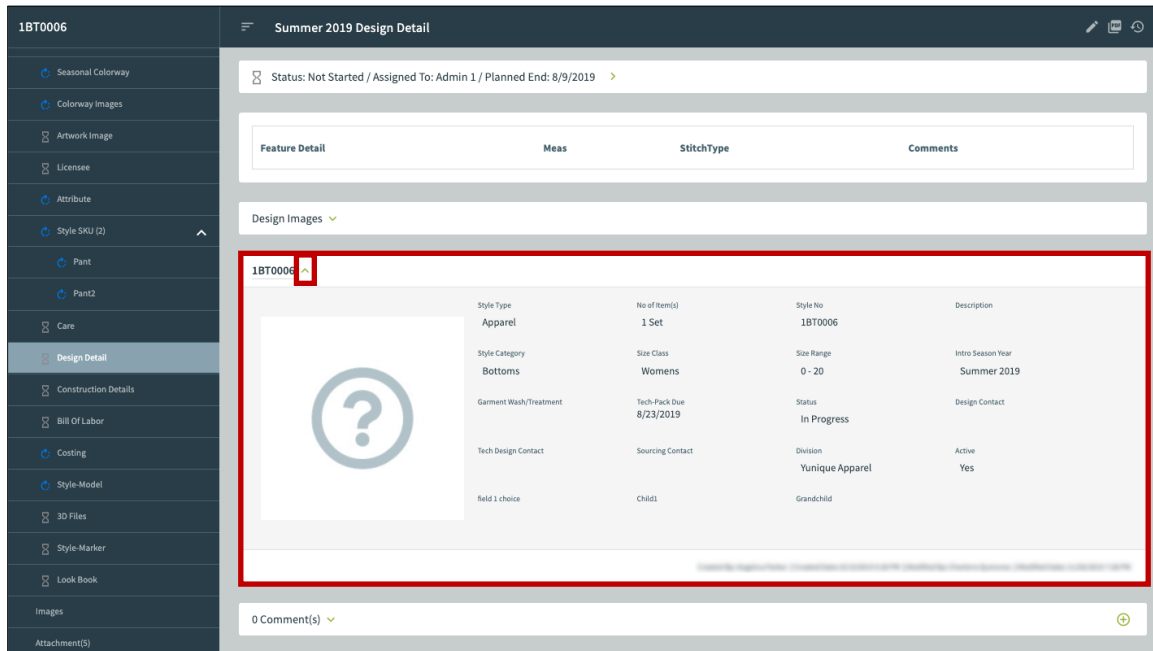 1BT0006
Summer 2019 Design Detail
PDF
Seasonal Colorway
Colorway Images
Artwork Image
Licensee
Attribute
Style SKU (2)
Pant
Pant2
Care
Design Detail
Construction Details
Bill Of Labor
Costing
Style-Model
3D Files
Style-Marker
Look Book
Images
Attachment(5)
Status: Not Started / Assigned To: Admin 1 / Planned End: 8/9/2019
Feature Detail Meas StitchType Comments
Design Images
1BT0006
Style Type No of Item(s) Style No Description
Apparel 1 Set 1BT0006
Style Category Size Class Size Range Intro Season Year
Bottoms Womens 0 - 20 Summer 2019
Garment Wash/Treatment Tech-Pack Due Status Design Contact
8/23/2019 In Progress
Tech Design Contact Sourcing Contact Division Active
Yunique Apparel Yes
field 1 choice Child1 Grandchild
0 Comment(s)